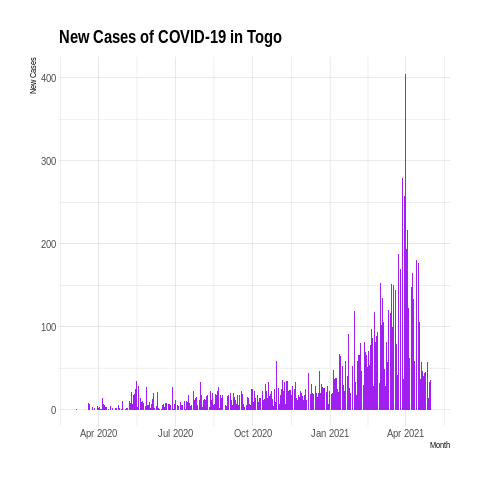 New Cases of COVID-19 in Togo
New Cases
400
300
200
100
0
Apr 2020
Jul 2020
Oct 2020
Jan 2021
Apr 2021
Month